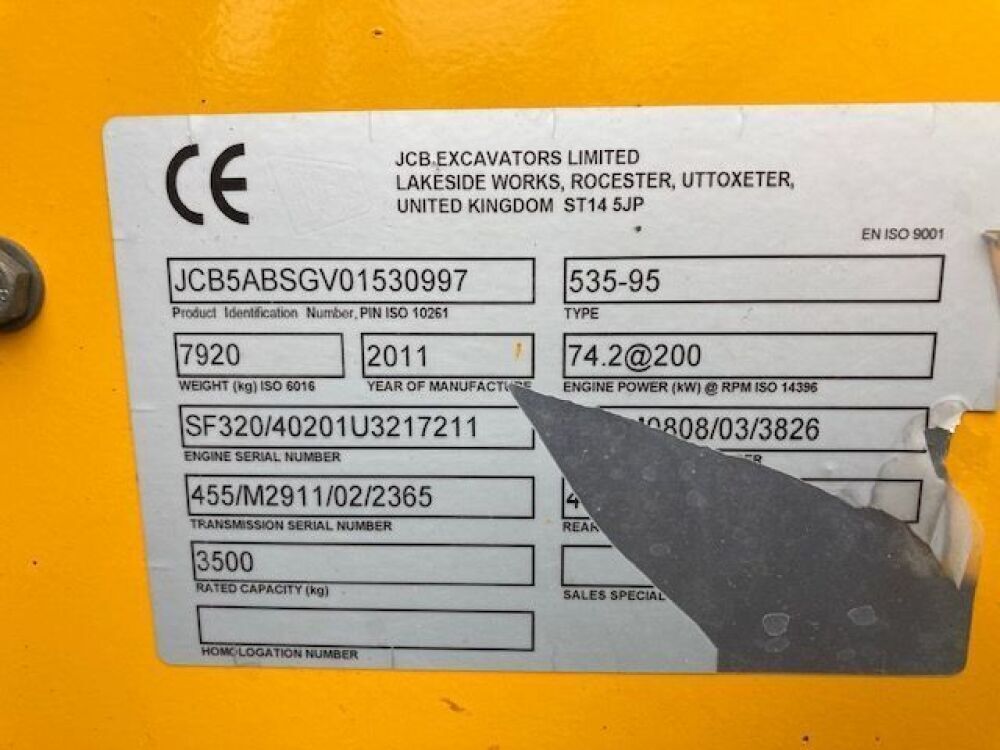 CE
JCB EXCAVATORS LIMITED
LAKESIDE WORKS, ROCESTER, UTTOXETER,
UNITED KINGDOM ST14 5JP
EN ISO 9001
JCB5ABSGV01530997 535-95
Product Identification Number, PIN ISO 10261 TYPE
7920 2011 74.2@200
WEIGHT (kg) ISO 6016 YEAR OF MANUFACTURE ENGINE POWER (kW) @ RPM ISO 14396
SF320/40201U3217211 0808/03/3826
ENGINE SERIAL NUMBER
455/M2911/02/2365
TRANSMISSION SERIAL NUMBER REAR
3500
RATED CAPACITY (kg) SALES SPECIAL
HOMOLOGATION NUMBER